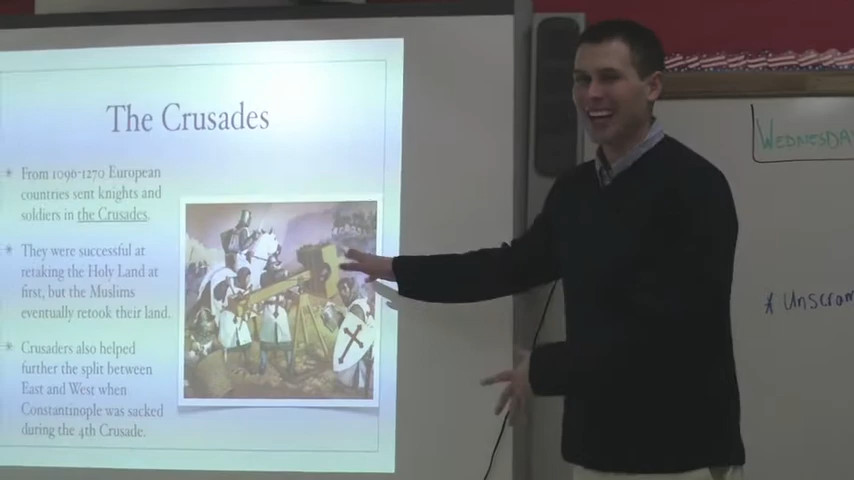 The Crusades
* From 1096-1270 European
countries sent knights and
soldiers in the Crusades.
* They were successful at
retaking the Holy Land at
first, but the Muslims
eventually retook their land.
* Crusaders also helped
further the split between
East and West when
Constantinople was sacked
during the 4th Crusade.
WEDNESDAY
* Unscram